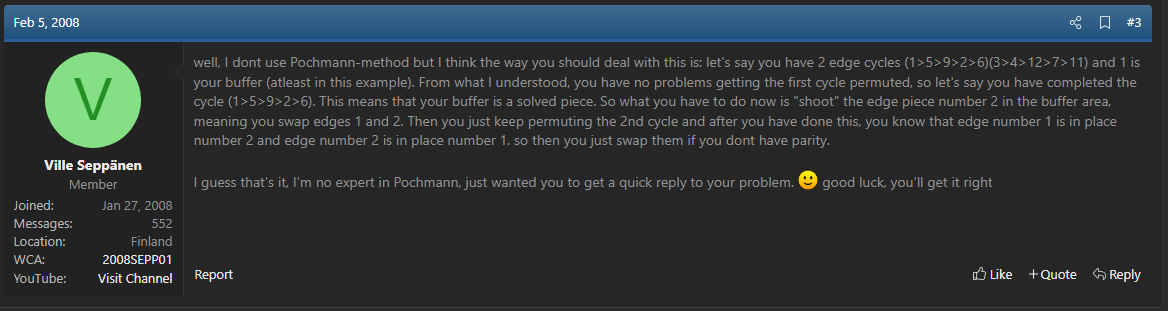 Feb 5, 2008
#3
V
Ville Seppänen
Member
Joined: Jan 27, 2008
Messages: 552
Location: Finland
WCA: 2008SEPP01
YouTube: Visit Channel
well, I dont use Pochmann-method but I think the way you should deal with this is: let's say you have 2 edge cycles (1>5>9>2>6)(3>4>12>7>11) and 1 is
your buffer (atleast in this example). From what I understood, you have no problems getting the first cycle permuted, so let's say you have completed the
cycle (1>5>9>2>6). This means that your buffer is a solved piece. So what you have to do now is "shoot" the edge piece number 2 in the buffer area,
meaning you swap edges 1 and 2. Then you just keep permuting the 2nd cycle and after you have done this, you know that edge number 1 is in place
number 2 and edge number 2 is in place number 1. so then you just swap them if you dont have parity.
I guess that's it, I'm no expert in Pochmann, just wanted you to get a quick reply to your problem. 🙂 good luck, you'll get it right
Report
Like
+Quote
Reply